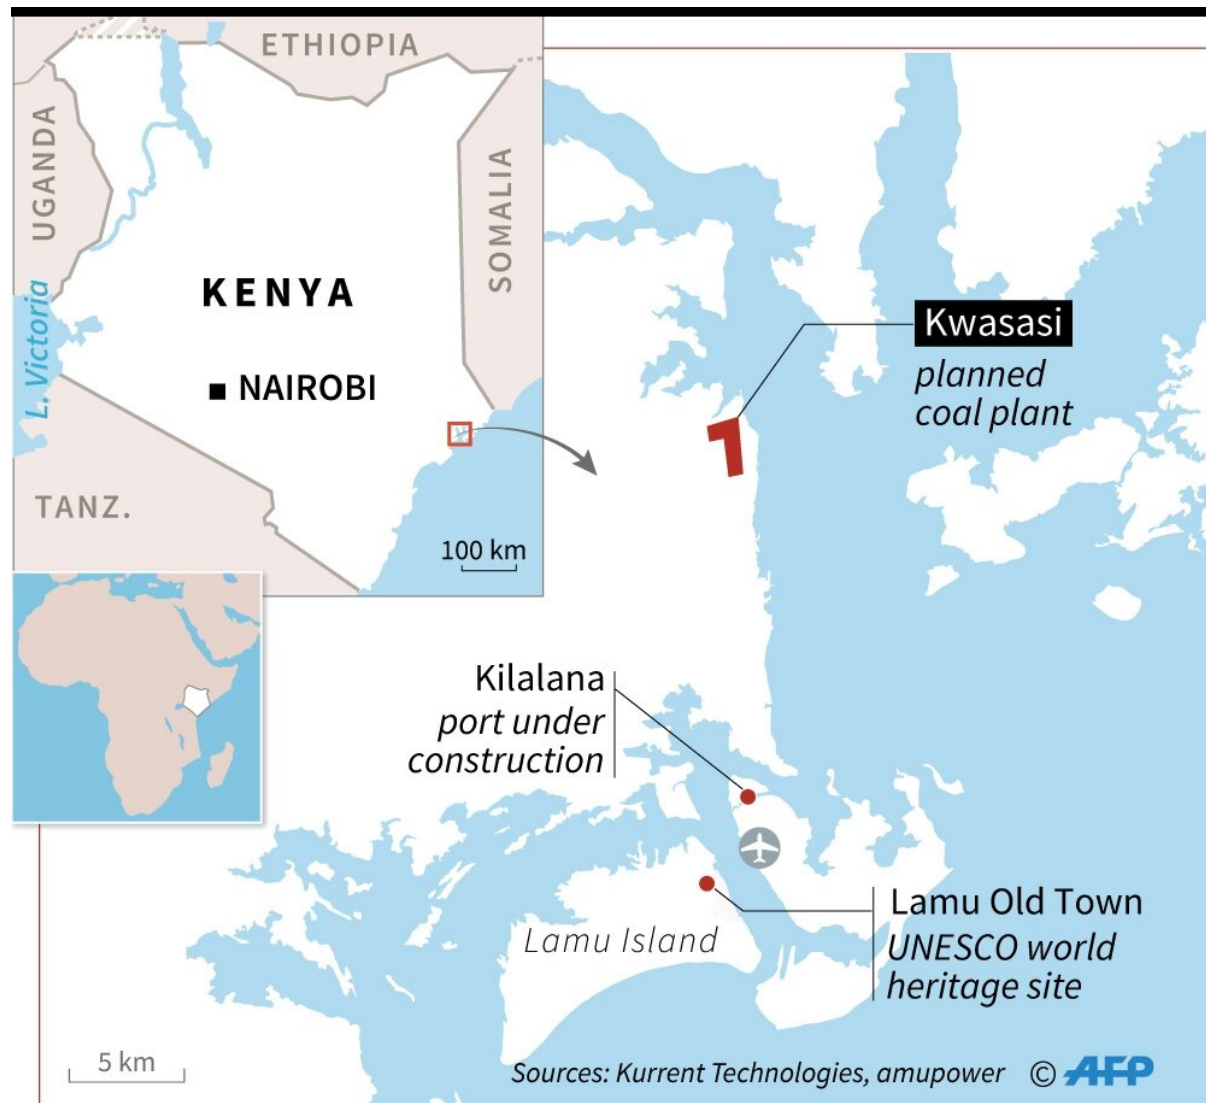 ETHIOPIA
UGANDA
SOMALIA
KENYA
L. Victoria
NAIROBI
TANZ.
100 km
Kwasasi
planned
coal plant
Kilalana
port under
construction
Lamu Old Town
UNESCO world
heritage site
Lamu Island
5 km
Sources: Kurrent Technologies, amupower © AFP